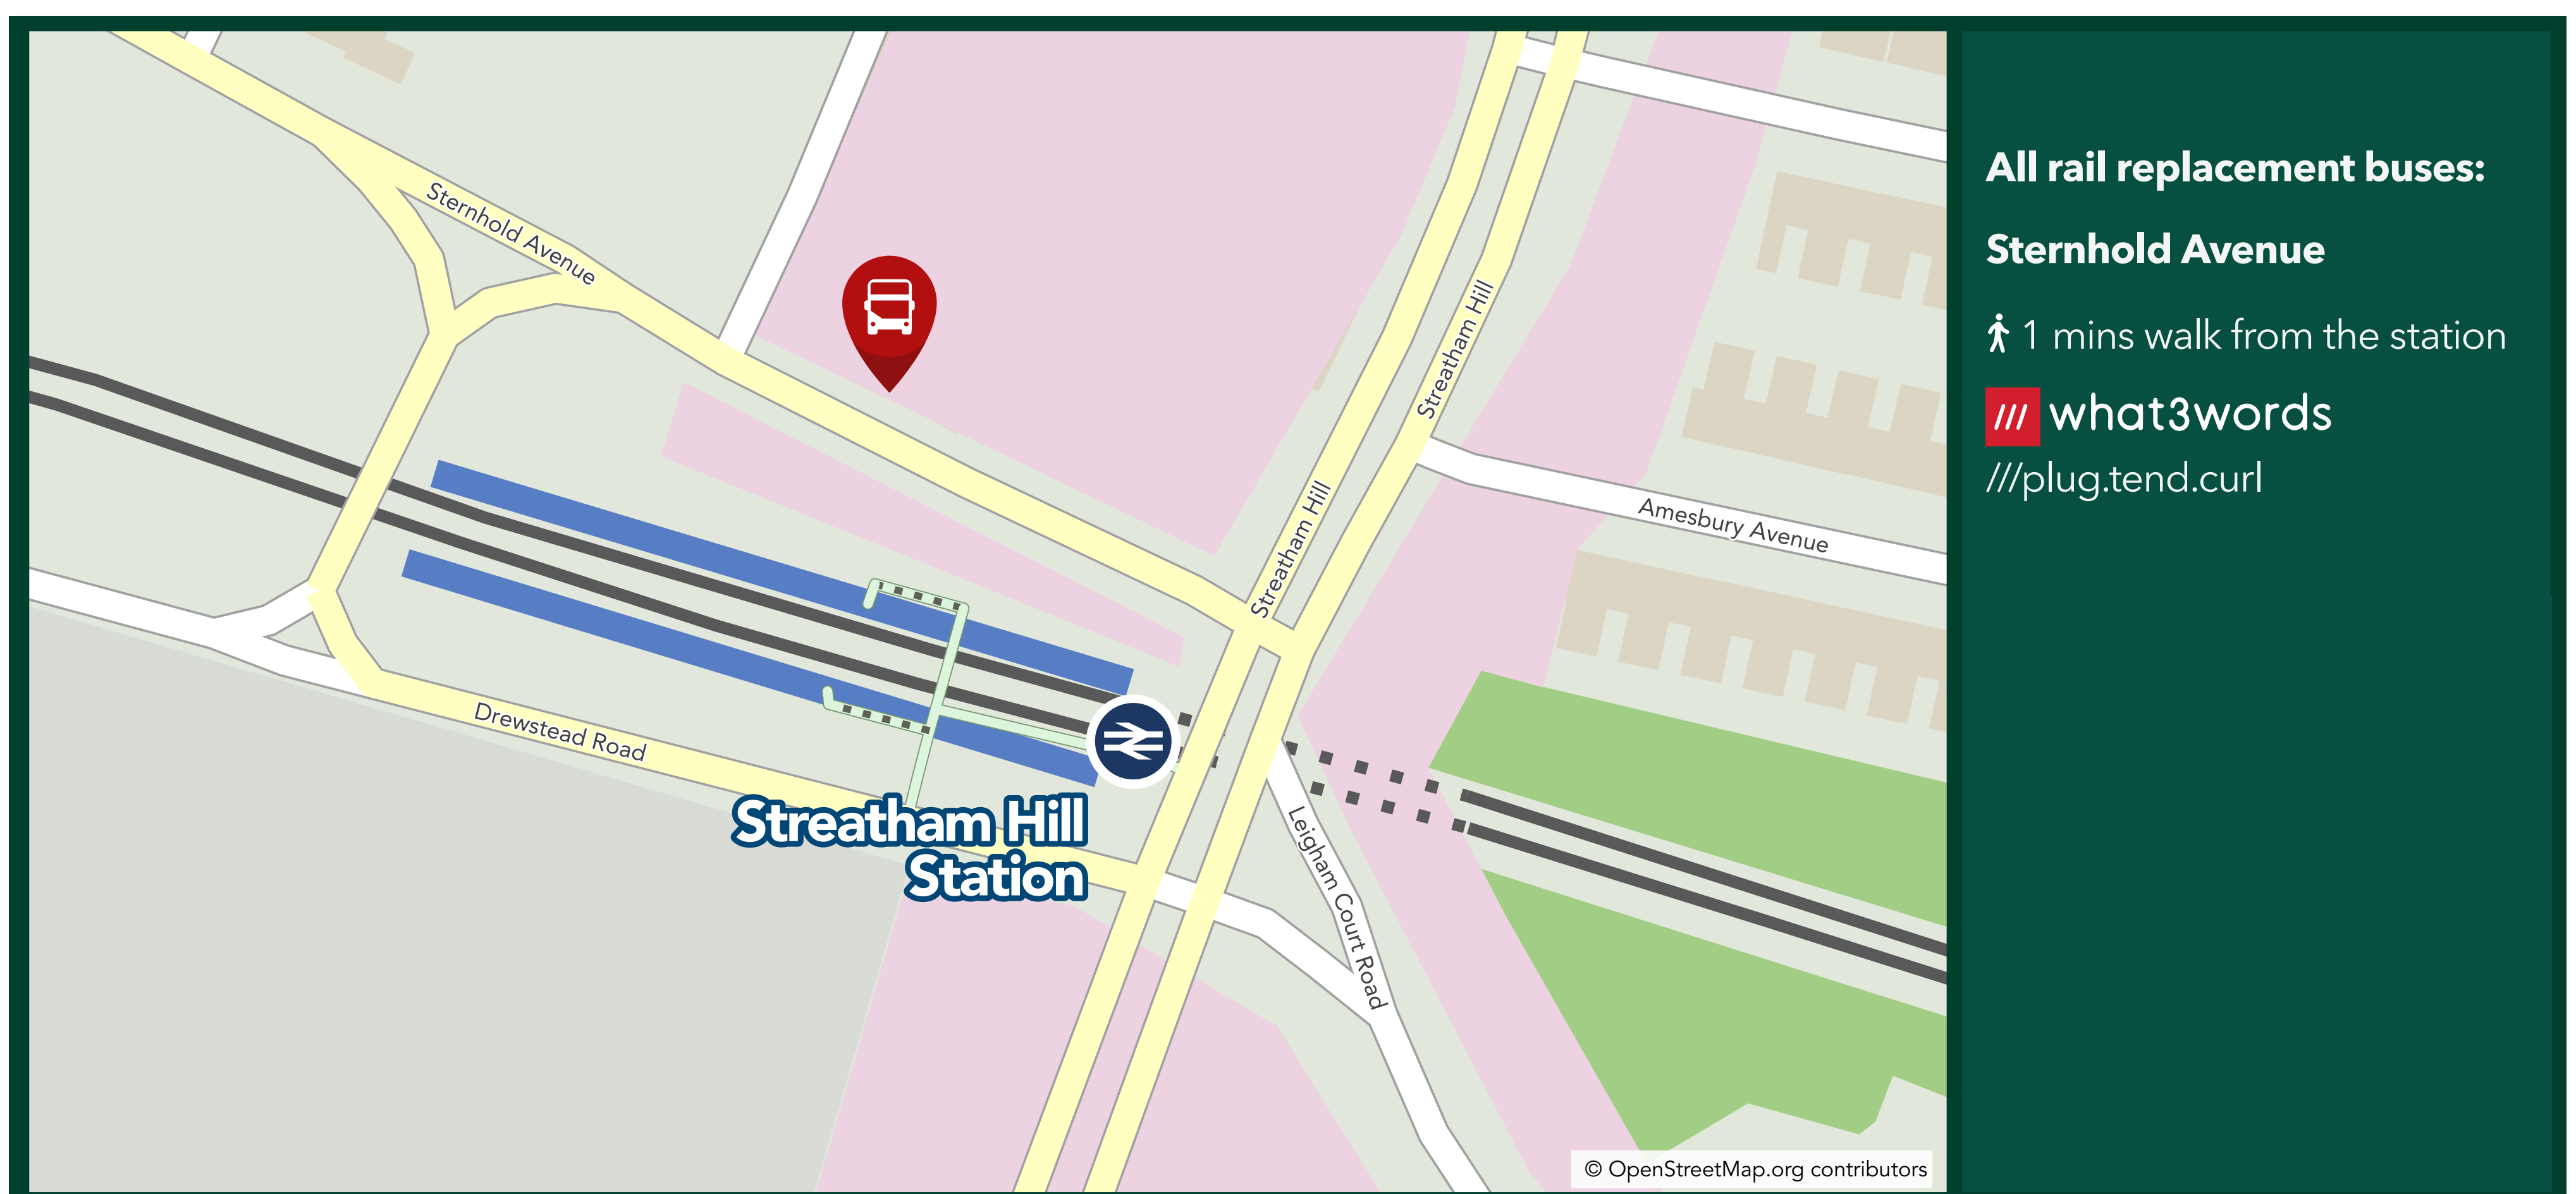 Sternhold Avenue
Streatham Hill
Streatham Hill
Amesbury Avenue
Drewstead Road
Streatham Hill
Station
Leigham Court Road
© OpenStreetMap.org contributors
All rail replacement buses:
Sternhold Avenue
1 mins walk from the station
/// what3words
///plug.tend.curl